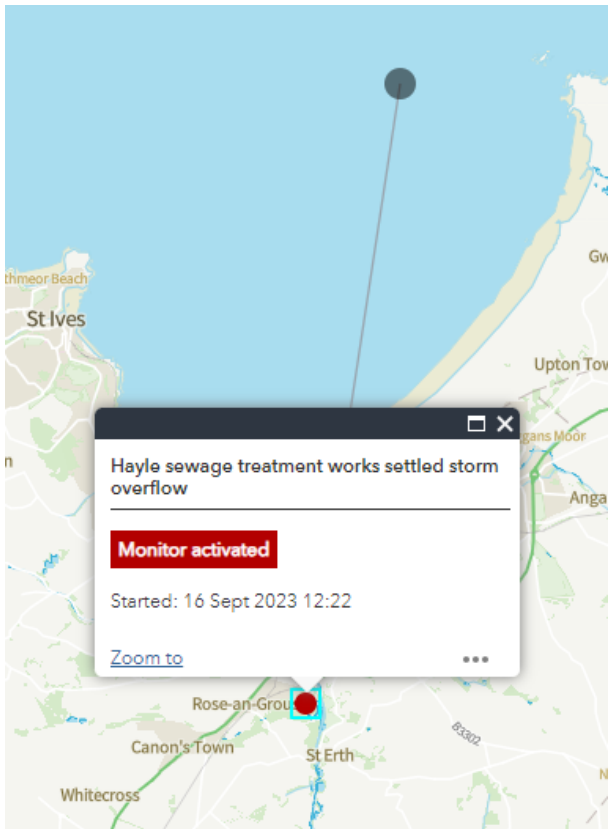 thmeor Beach
St Ives
Gw
Upton Tow
gans Moor
Anga
Hayle sewage treatment works settled storm
overflow
Monitor activated
Started: 16 Sept 2023 12:22
Zoom to
Rose-an-Grou
B3302
Canon's Town
St Erth
Whitecross
N
n